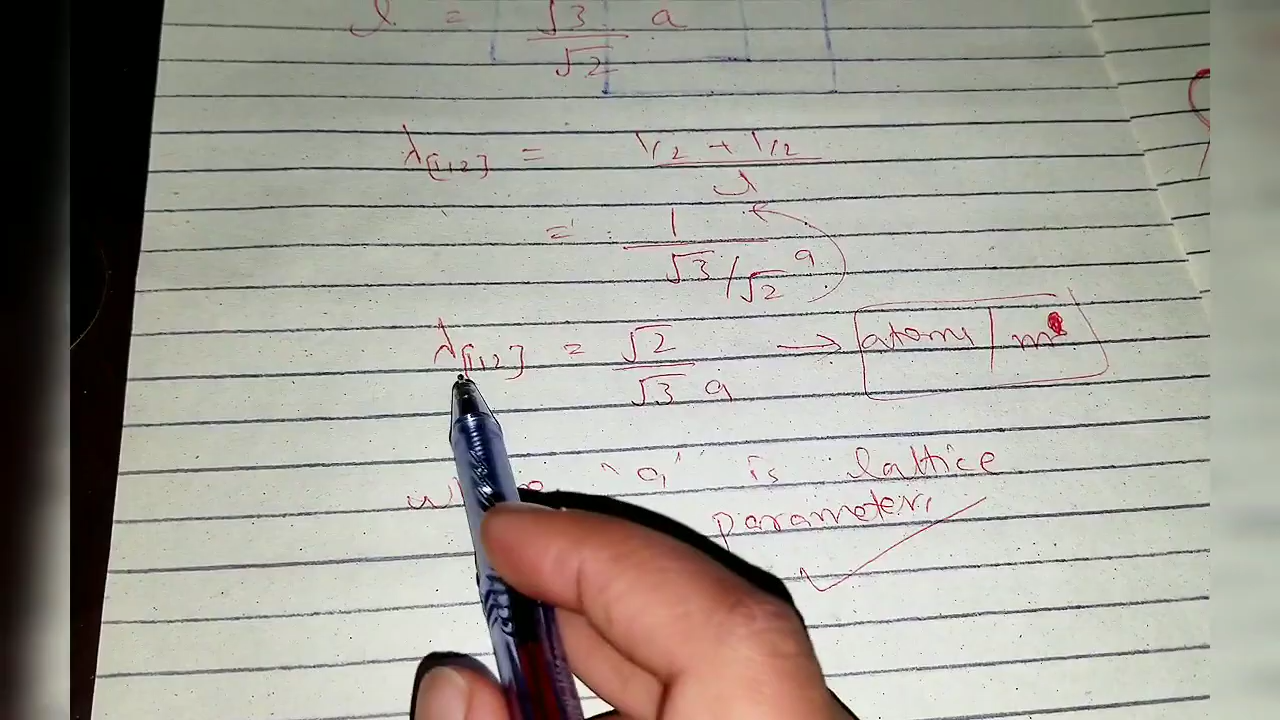 l = √3/√2 a
λ[112] = 1/2 + 1/2 / l
= 1 / √3/√2 a
λ[112] = √2/√3 a → atoms/m
'a' is lattice
parameter,